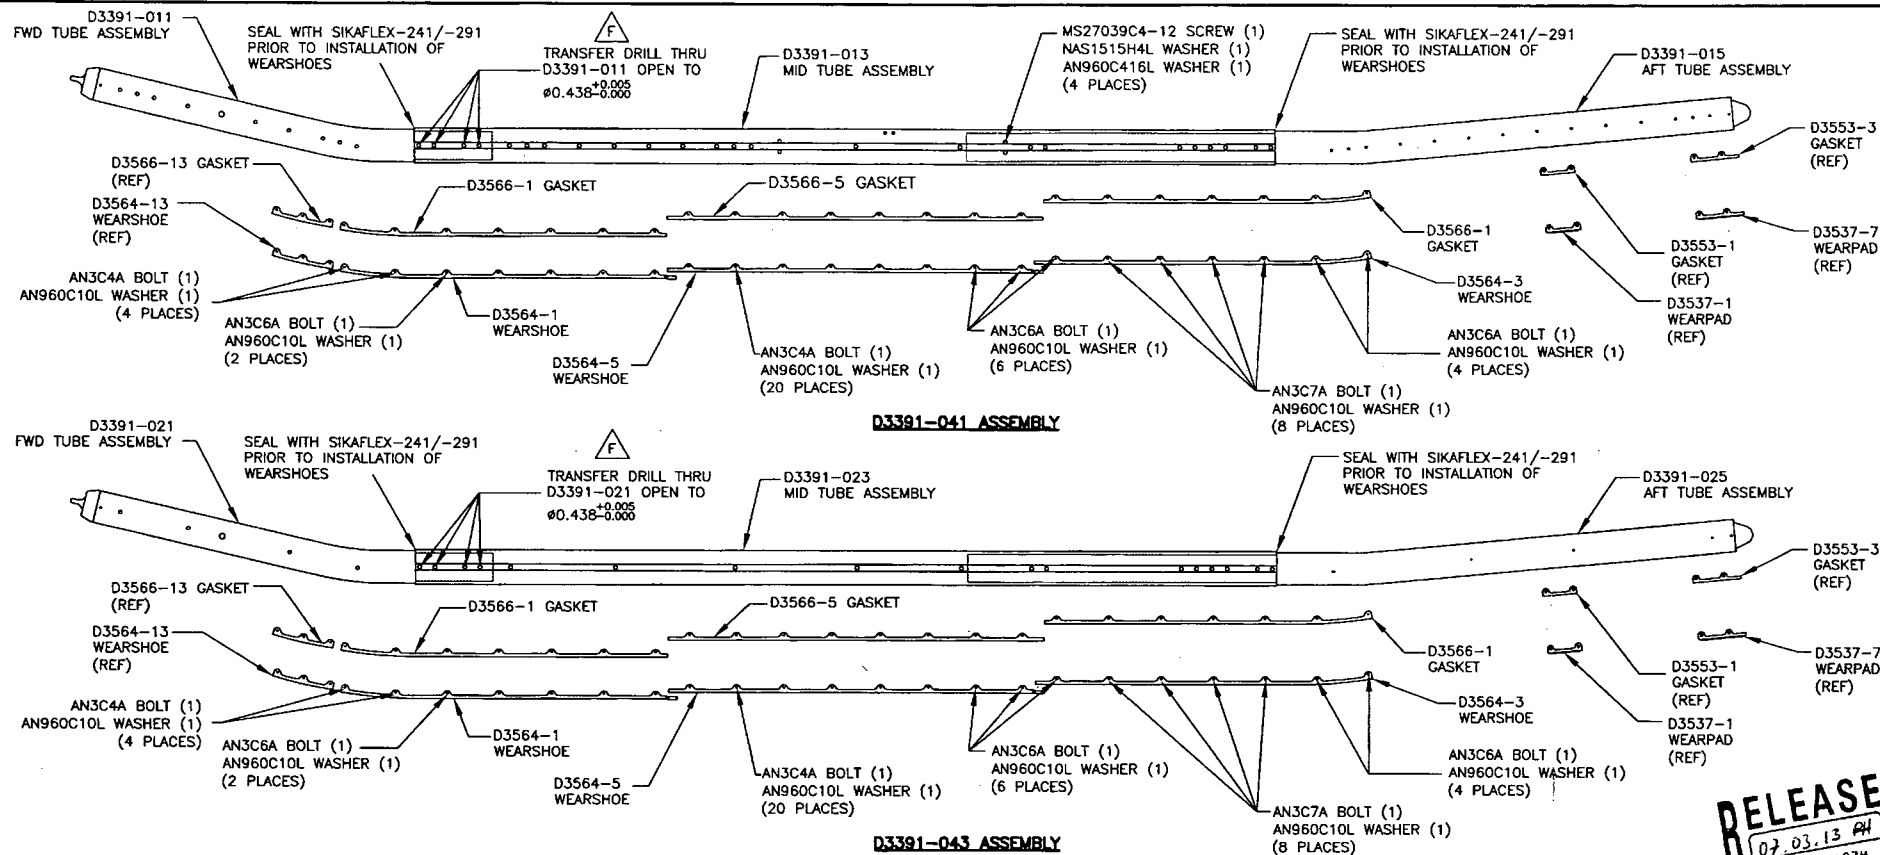 D3391-011
FWD TUBE ASSEMBLY
SEAL WITH SIKAFLEX-241/-291
PRIOR TO INSTALLATION OF
WEARSHOES
F
TRANSFER DRILL THRU
D3391-011 OPEN TO
ø0.438+0.005-0.000
D3391-013
MID TUBE ASSEMBLY
MS27039C4-12 SCREW (1)
NAS1515H4L WASHER (1)
AN960C416L WASHER (1)
(4 PLACES)
SEAL WITH SIKAFLEX-241/-291
PRIOR TO INSTALLATION OF
WEARSHOES
D3391-015
AFT TUBE ASSEMBLY
D3553-3
GASKET
(REF)
D3566-13 GASKET
(REF)
D3566-1 GASKET
D3566-5 GASKET
D3564-13
WEARSHOE
(REF)
D3566-1
GASKET
D3553-1
GASKET
(REF)
D3537-7
WEARPAD
(REF)
AN3C4A BOLT (1)
AN960C10L WASHER (1)
(4 PLACES)
AN3C6A BOLT (1)
AN960C10L WASHER (1)
(2 PLACES)
D3564-1
WEARSHOE
D3564-5
WEARSHOE
AN3C4A BOLT (1)
AN960C10L WASHER (1)
(20 PLACES)
AN3C6A BOLT (1)
AN960C10L WASHER (1)
(6 PLACES)
AN3C7A BOLT (1)
AN960C10L WASHER (1)
(8 PLACES)
D3564-3
WEARSHOE
AN3C6A BOLT (1)
AN960C10L WASHER (1)
(4 PLACES)
D3537-1
WEARPAD
(REF)
D3391-041 ASSEMBLY
D3391-021
FWD TUBE ASSEMBLY
SEAL WITH SIKAFLEX-241/-291
PRIOR TO INSTALLATION OF
WEARSHOES
F
TRANSFER DRILL THRU
D3391-021 OPEN TO
ø0.438+0.005-0.000
D3391-023
MID TUBE ASSEMBLY
SEAL WITH SIKAFLEX-241/-291
PRIOR TO INSTALLATION OF
WEARSHOES
D3391-025
AFT TUBE ASSEMBLY
D3553-3
GASKET
(REF)
D3566-13 GASKET
(REF)
D3566-1 GASKET
D3566-5 GASKET
D3564-13
WEARSHOE
(REF)
D3566-1
GASKET
D3553-1
GASKET
(REF)
D3537-7
WEARPAD
(REF)
AN3C4A BOLT (1)
AN960C10L WASHER (1)
(4 PLACES)
AN3C6A BOLT (1)
AN960C10L WASHER (1)
(2 PLACES)
D3564-1
WEARSHOE
D3564-5
WEARSHOE
AN3C4A BOLT (1)
AN960C10L WASHER (1)
(20 PLACES)
AN3C6A BOLT (1)
AN960C10L WASHER (1)
(6 PLACES)
AN3C7A BOLT (1)
AN960C10L WASHER (1)
(8 PLACES)
D3564-3
WEARSHOE
AN3C6A BOLT (1)
AN960C10L WASHER (1)
(4 PLACES)
D3537-1
WEARPAD
(REF)
D3391-043 ASSEMBLY
RELEASE
07.03.13